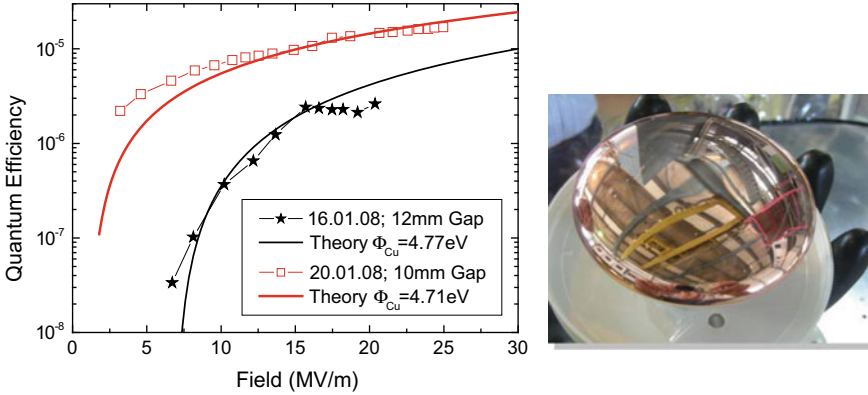 10⁻⁵
10⁻⁶
10⁻⁷
10⁻⁸
Quantum Efficiency
16.01.08; 12mm Gap
Theory Φ_Cu=4.77eV
20.01.08; 10mm Gap
Theory Φ_Cu=4.71eV
0 5 10 15 20 25 30
Field (MV/m)